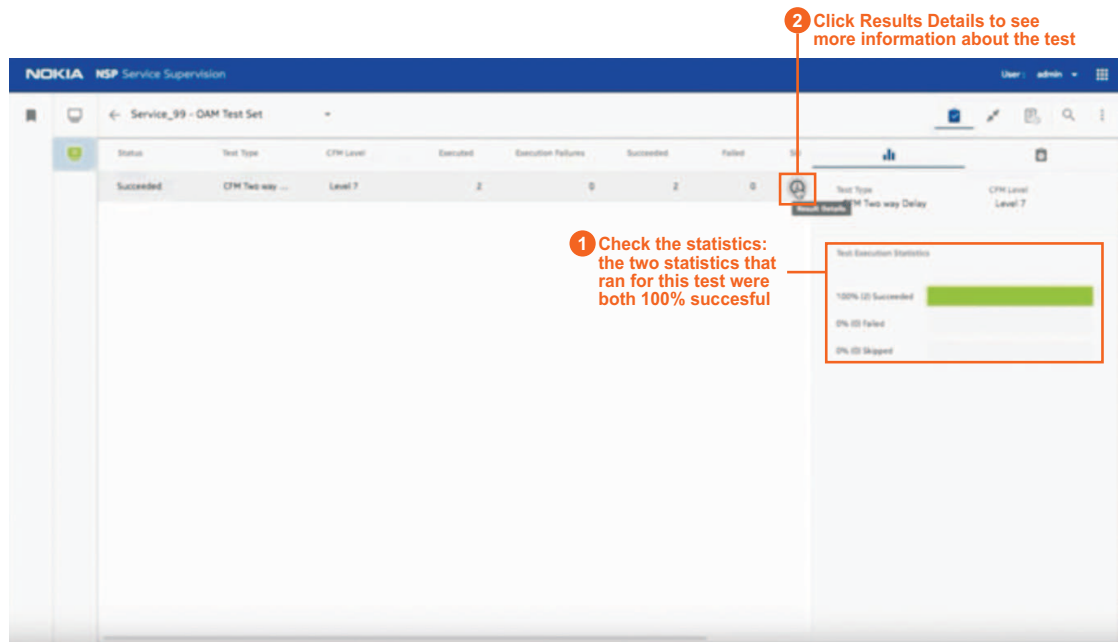 2 Click Results Details to see
more information about the test
NOKIA NSP Service Supervision
User: admin
Service_99 - OAM Test Set
Status Test Type CFM Level Executed Execution Failures Succeeded Failed
Succeeded CFM Two way ... Level 7 2 0 2 0
Result Details
Test Type CFM Level
CFM Two way Delay Level 7
1 Check the statistics:
the two statistics that
ran for this test were
both 100% succesful
Test Execution Statistics
100% (2) Succeeded
0% (0) Failed
0% (0) Skipped